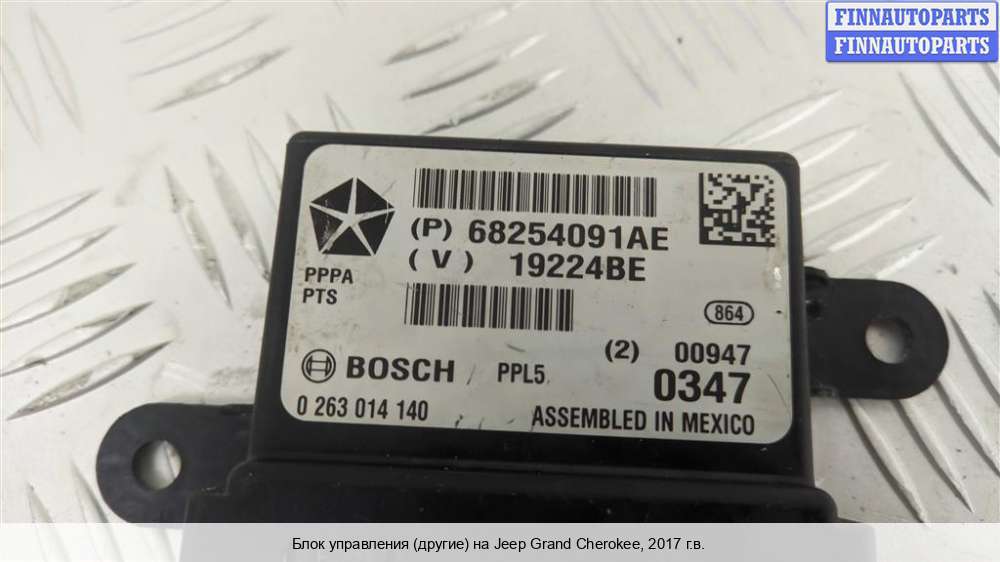 FINNAUTOPARTS
FINNAUTOPARTS
(P) 68254091AE
(V) 19224BE
PPPA
PTS
864
(2) 00947
BOSCH PPL5 0347
0 263 014 140 ASSEMBLED IN MEXICO
Блок управления (другие) на Jeep Grand Cherokee, 2017 г.в.